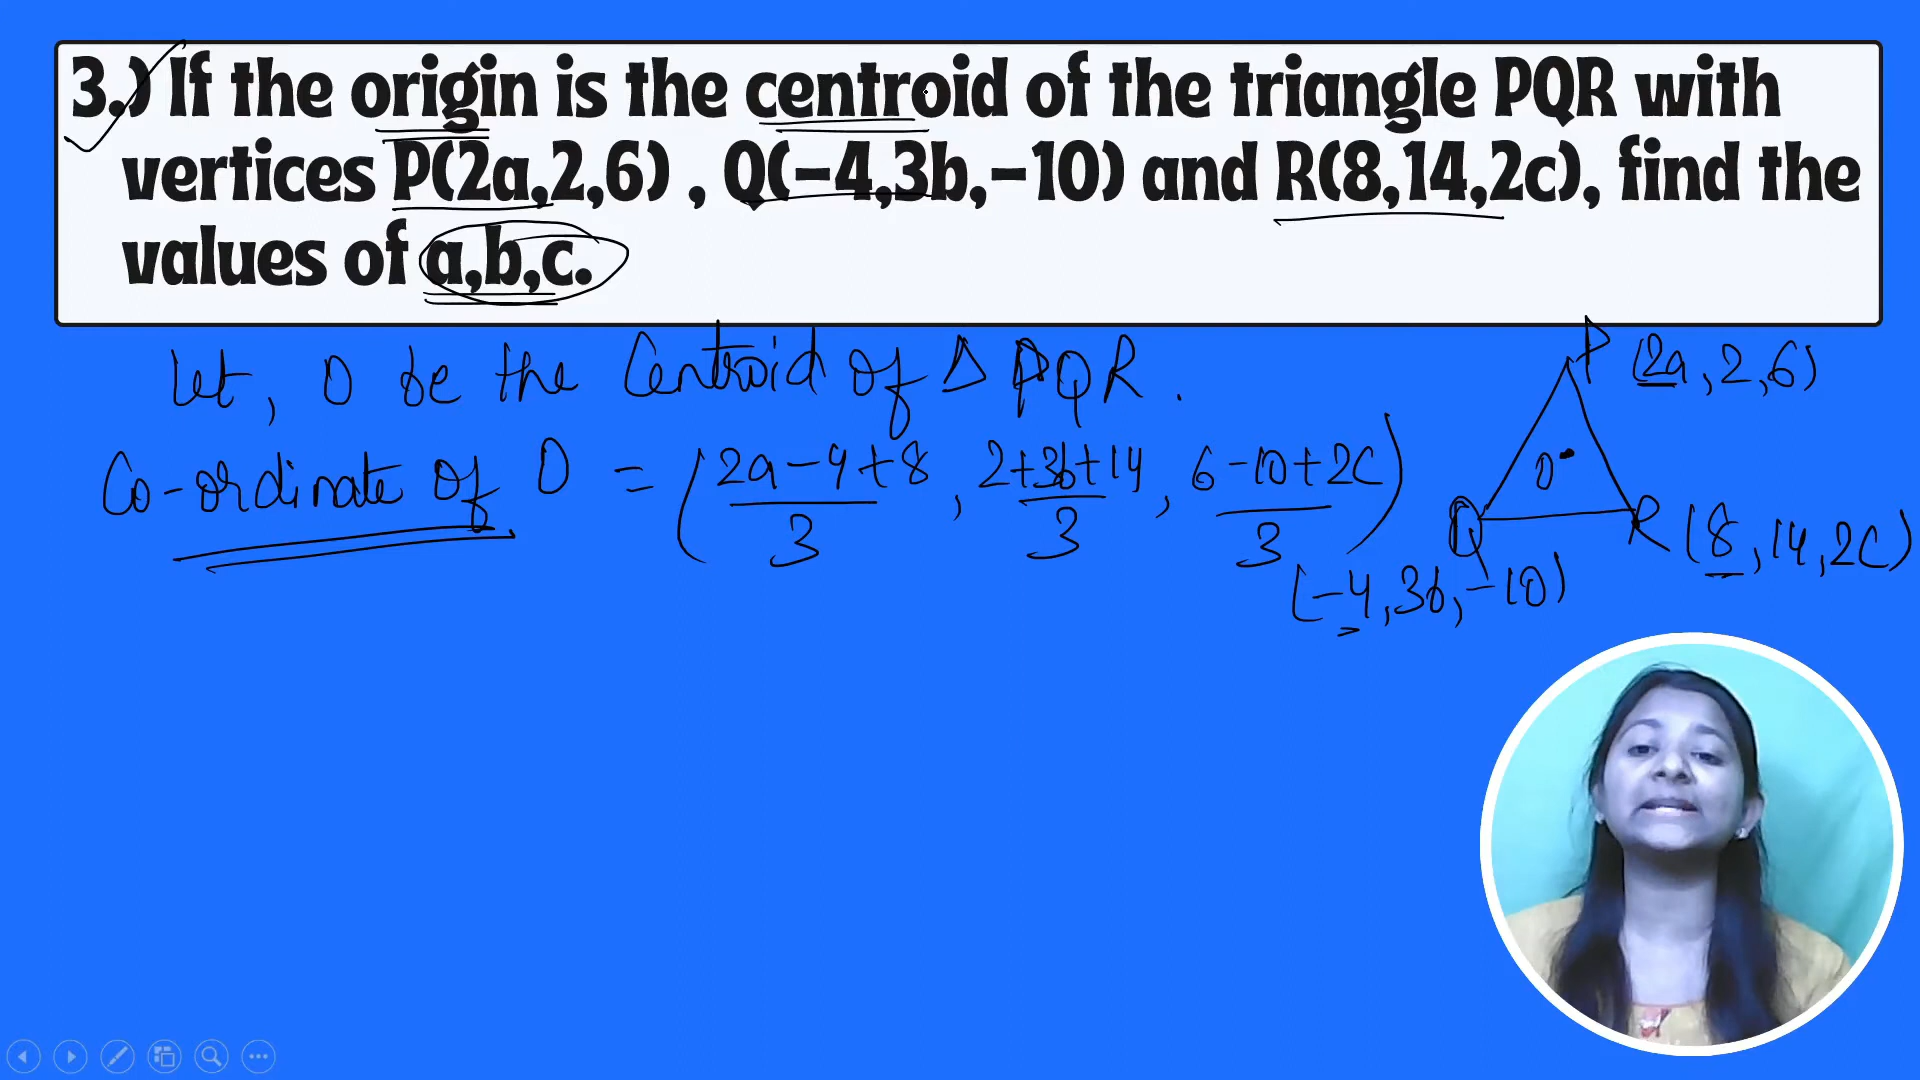 3.) If the origin is the centroid of the triangle PQR with
vertices P(2a,2,6) , Q(−4,3b,−10) and R(8,14,2c), find the
values of a,b,c.
Let, O be the Centroid of Δ PQR.
P (2a, 2, 6)
Co-ordinate of O = (2a-4+8/3, 2+3b+14/3, 6-10+2c/3)
O
Q
R (8, 14, 2c)
(-4, 3b, -10)